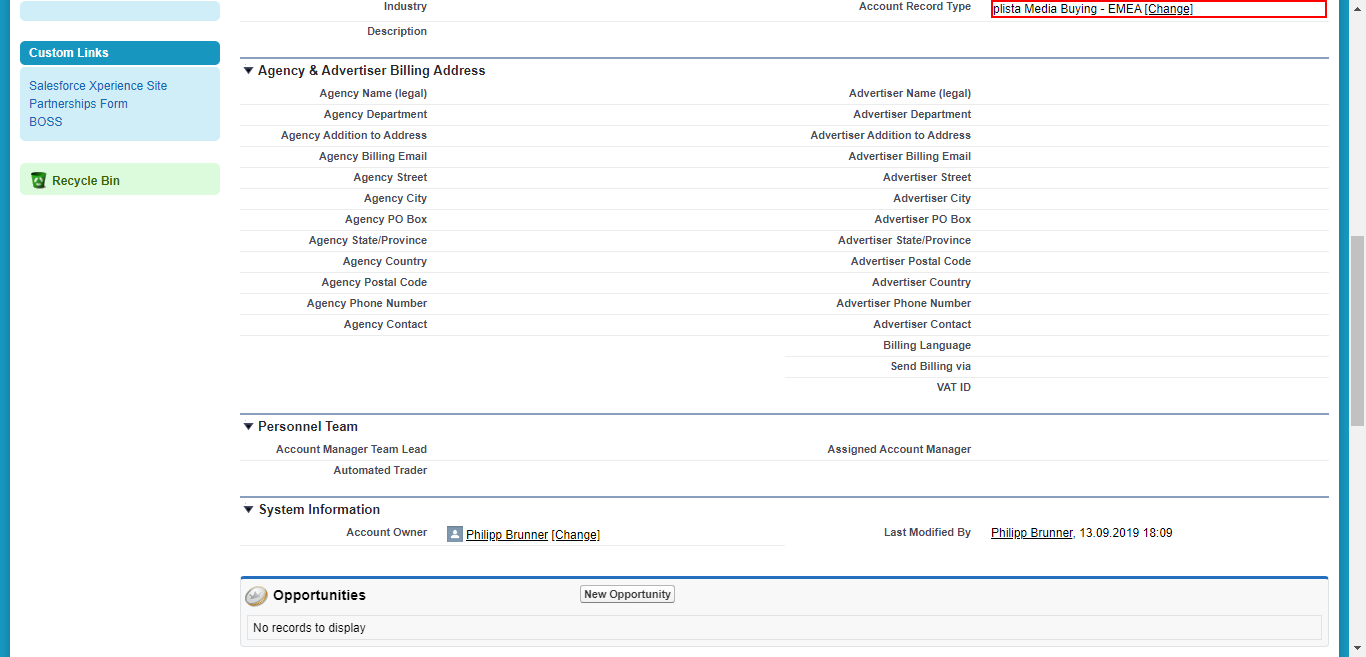 Industry
Account Record Type
plista Media Buying - EMEA [Change]
Description
Custom Links
Salesforce Xperience Site
Partnerships Form
BOSS
Recycle Bin
Agency & Advertiser Billing Address
Agency Name (legal)
Advertiser Name (legal)
Agency Department
Advertiser Department
Agency Addition to Address
Advertiser Addition to Address
Agency Billing Email
Advertiser Billing Email
Agency Street
Advertiser Street
Agency City
Advertiser City
Agency PO Box
Advertiser PO Box
Agency State/Province
Advertiser State/Province
Agency Country
Advertiser Postal Code
Agency Postal Code
Advertiser Country
Agency Phone Number
Advertiser Phone Number
Agency Contact
Advertiser Contact
Billing Language
Send Billing via
VAT ID
Personnel Team
Account Manager Team Lead
Assigned Account Manager
Automated Trader
System Information
Account Owner
Philipp Brunner [Change]
Last Modified By
Philipp Brunner, 13.09.2019 18:09
Opportunities
New Opportunity
No records to display